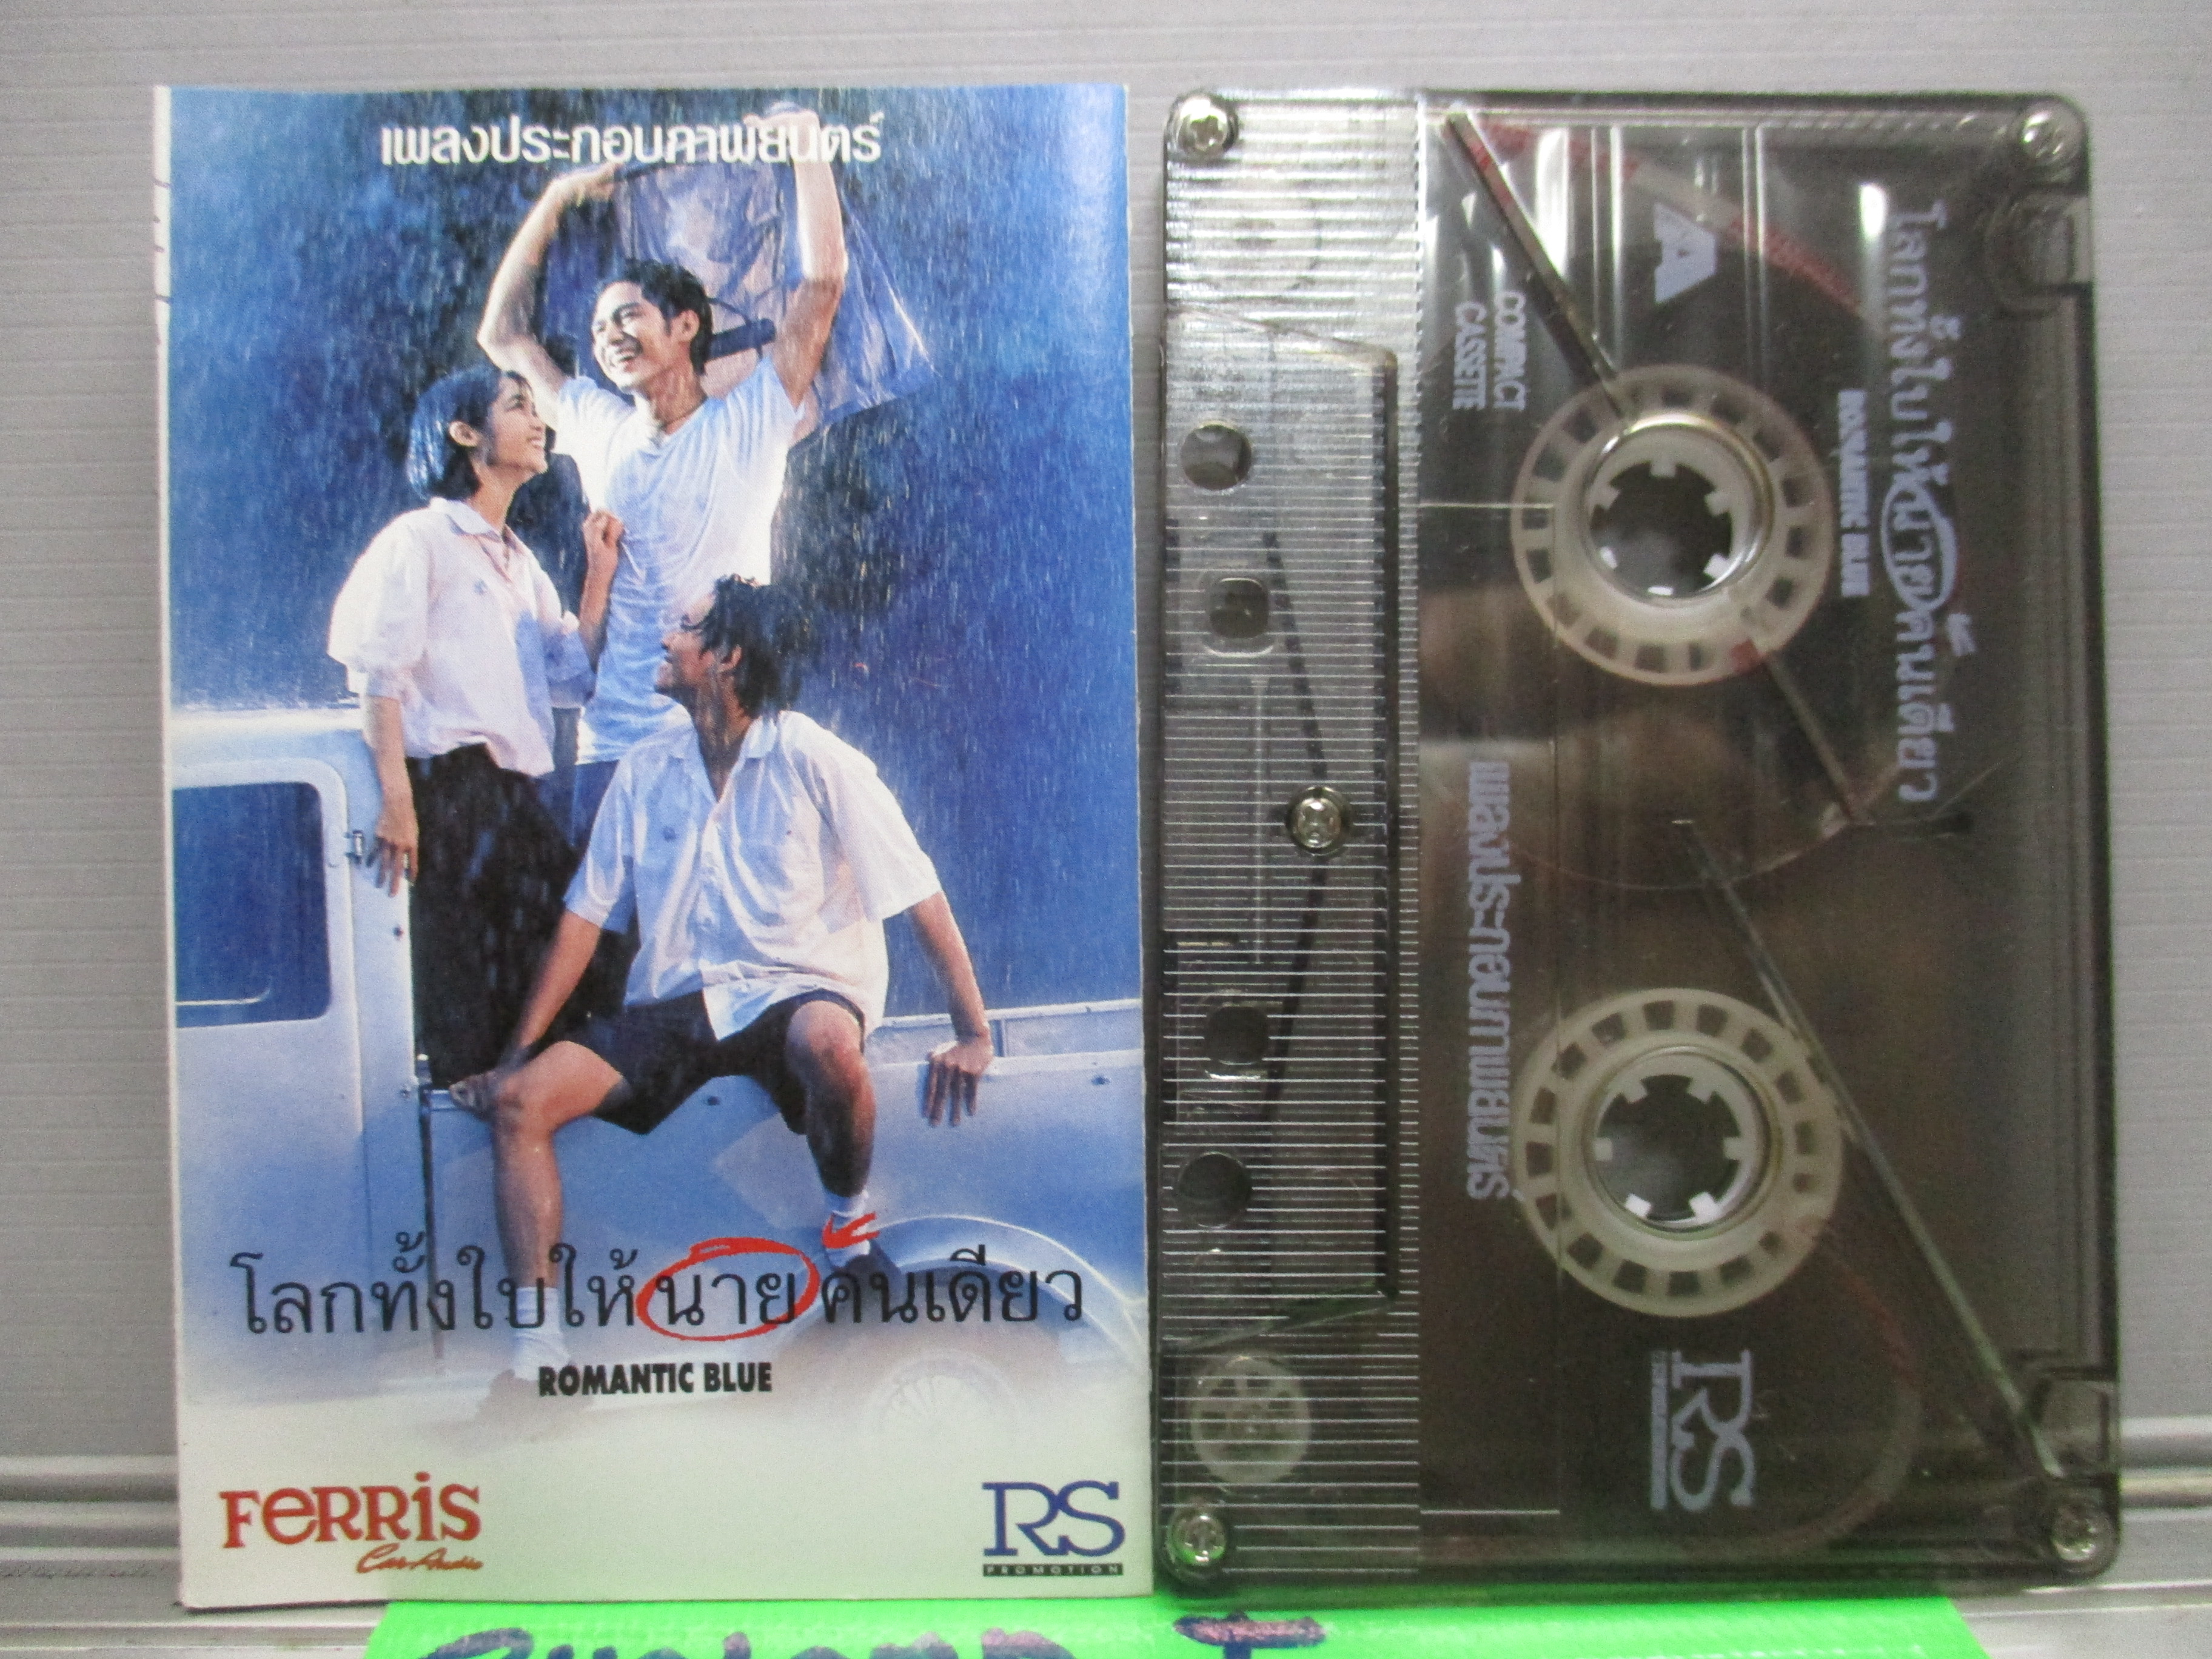 เพลงประกอบภาพยนตร์
โลกทั้งใบให้นายคนเดียว
ROMANTIC BLUE
FERRiS
Car Audio
RS
PROMOTION
A
COMPACT
CASSETTE
โลกทั้งใบให้นายคนเดียว
ROMANTIC BLUE
เพลงประกอบภาพยนตร์
RS